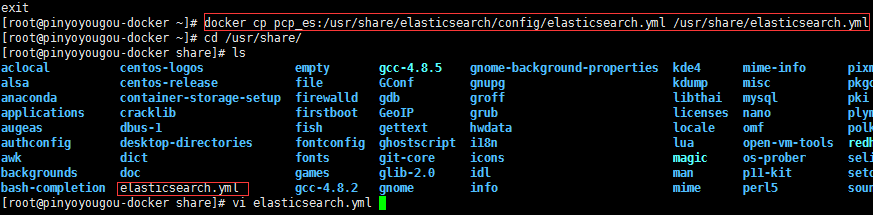 exit
[root@pinyoyougou-docker ~]# docker cp pcp_es:/usr/share/elasticsearch/config/elasticsearch.yml /usr/share/elasticsearch.yml
[root@pinyoyougou-docker ~]# cd /usr/share/
[root@pinyoyougou-docker share]# ls
aclocal centos-logos empty gcc-4.8.5 gnome-background-properties kde4 mime-info pixm
alsa centos-release file GConf gnupg kdump misc pkgc
anaconda container-storage-setup firewalld gdb groff libthai mysql pki
applications cracklib firstboot GeoIP grub licenses nano plym
augeas dbus-1 fish gettext hwdata locale omf polk
authconfig desktop-directories fontconfig ghostscript i18n lua open-vm-tools redh
awk dict fonts git-core icons magic os-prober seli
backgrounds doc games glib-2.0 idl man p11-kit setc
bash-completion elasticsearch.yml gcc-4.8.2 gnome info mime perl5 soun
[root@pinyoyougou-docker share]# vi elasticsearch.yml